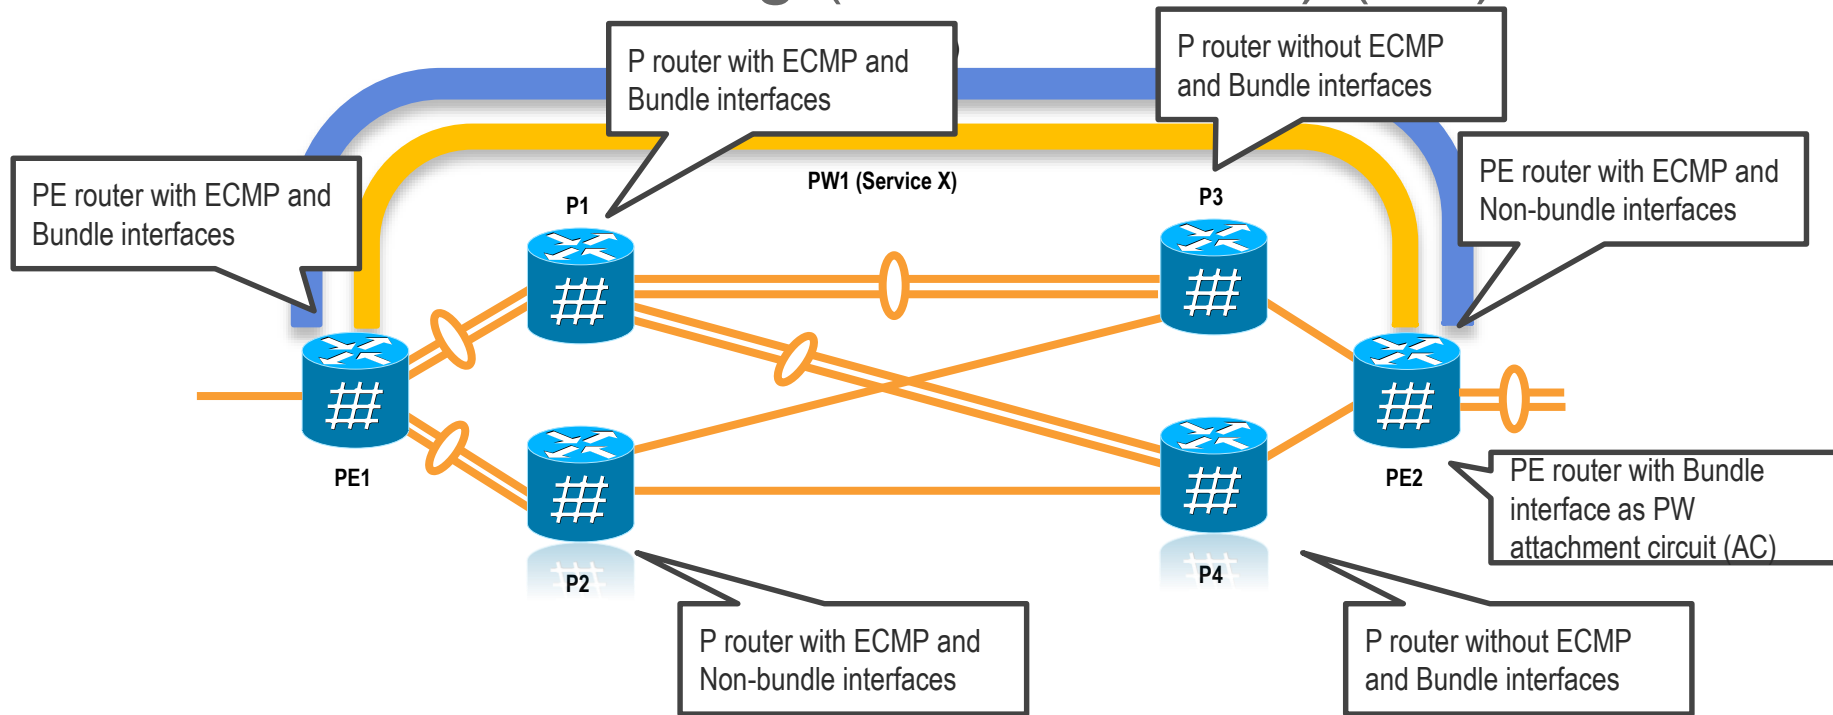 P router with ECMP and
Bundle interfaces
P router without ECMP
and Bundle interfaces
PE router with ECMP and
Bundle interfaces
PW1 (Service X)
PE router with ECMP and
Non-bundle interfaces
P1
P3
PE1
PE2
PE router with Bundle
interface as PW
attachment circuit (AC)
P2
P4
P router with ECMP and
Non-bundle interfaces
P router without ECMP
and Bundle interfaces